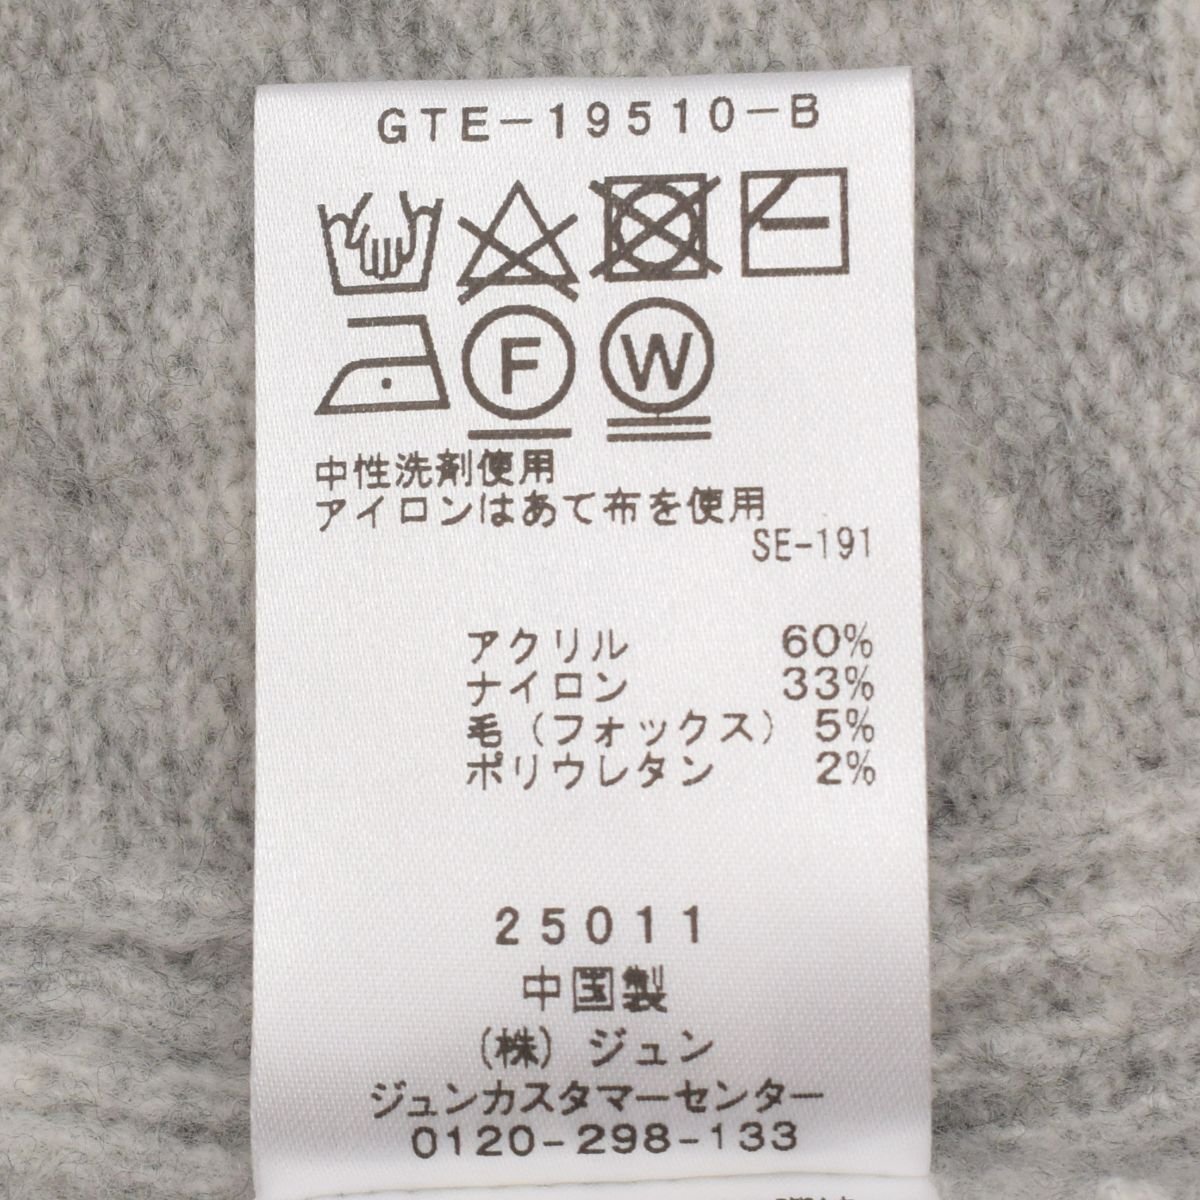 GTE-19510-B
F W
中性洗剤使用
アイロンはあて布を使用
SE-191
アクリル 60%
ナイロン 33%
毛(フォックス) 5%
ポリウレタン 2%
25011
中国製
(株)ジュン
ジュンカスタマーセンター
0120-298-133